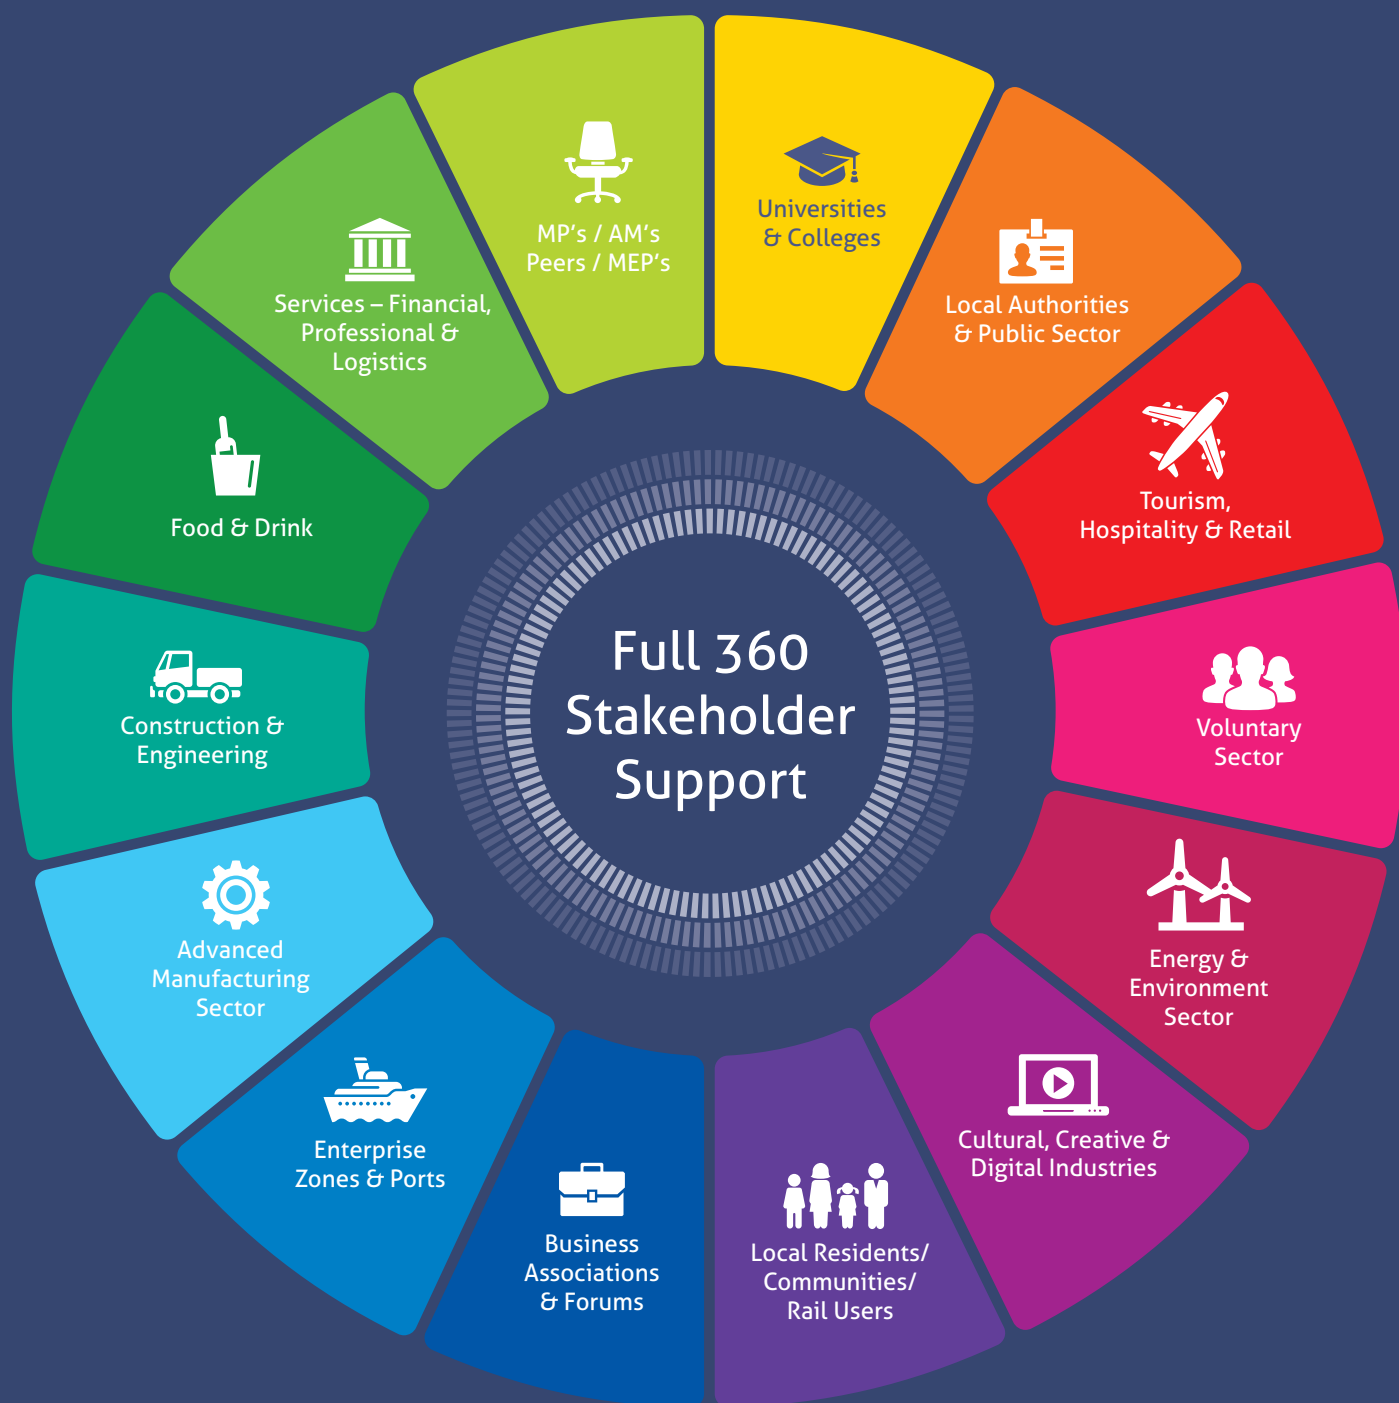 Full 360
Stakeholder
Support
Universities
& Colleges
Local Authorities
& Public Sector
Tourism,
Hospitality & Retail
Voluntary
Sector
Energy &
Environment
Sector
Cultural, Creative &
Digital Industries
Local Residents/
Communities/
Rail Users
Business
Associations
& Forums
Enterprise
Zones & Ports
Advanced
Manufacturing
Sector
Construction &
Engineering
Food & Drink
Services – Financial,
Professional &
Logistics
MP's / AM's
Peers / MEP's